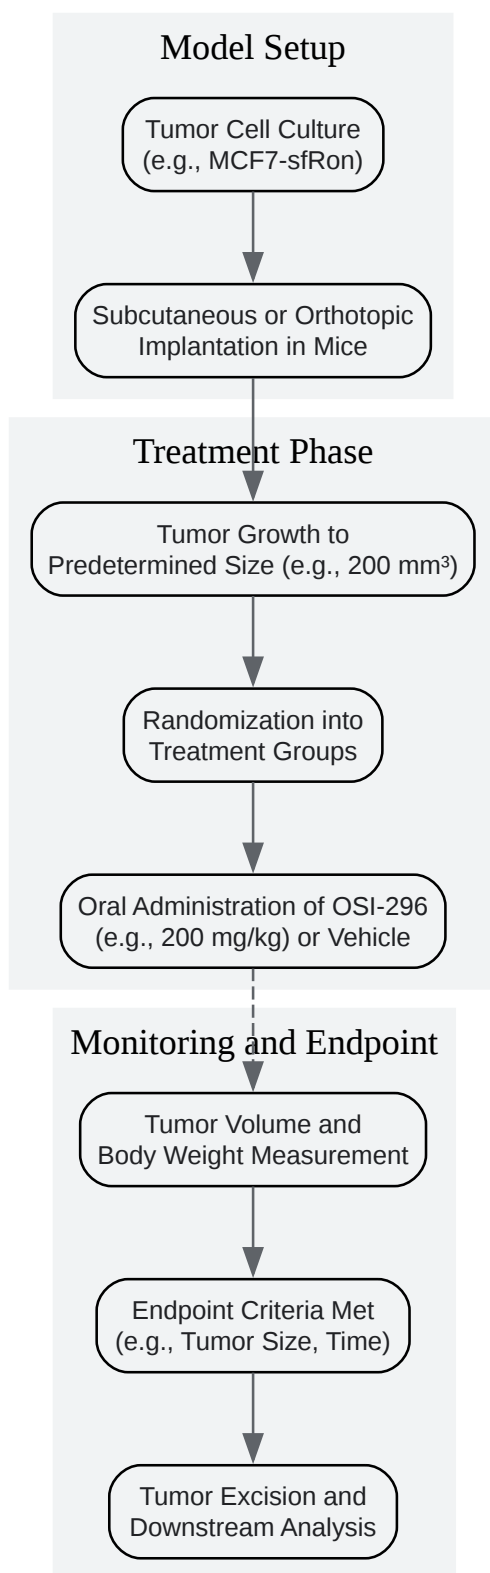 Model Setup
Tumor Cell Culture
(e.g., MCF7-sfRon)
Subcutaneous or Orthotopic
Implantation in Mice
Treatment Phase
Tumor Growth to
Predetermined Size (e.g., 200 mm³)
Randomization into
Treatment Groups
Oral Administration of OSI-296
(e.g., 200 mg/kg) or Vehicle
Monitoring and Endpoint
Tumor Volume and
Body Weight Measurement
Endpoint Criteria Met
(e.g., Tumor Size, Time)
Tumor Excision and
Downstream Analysis